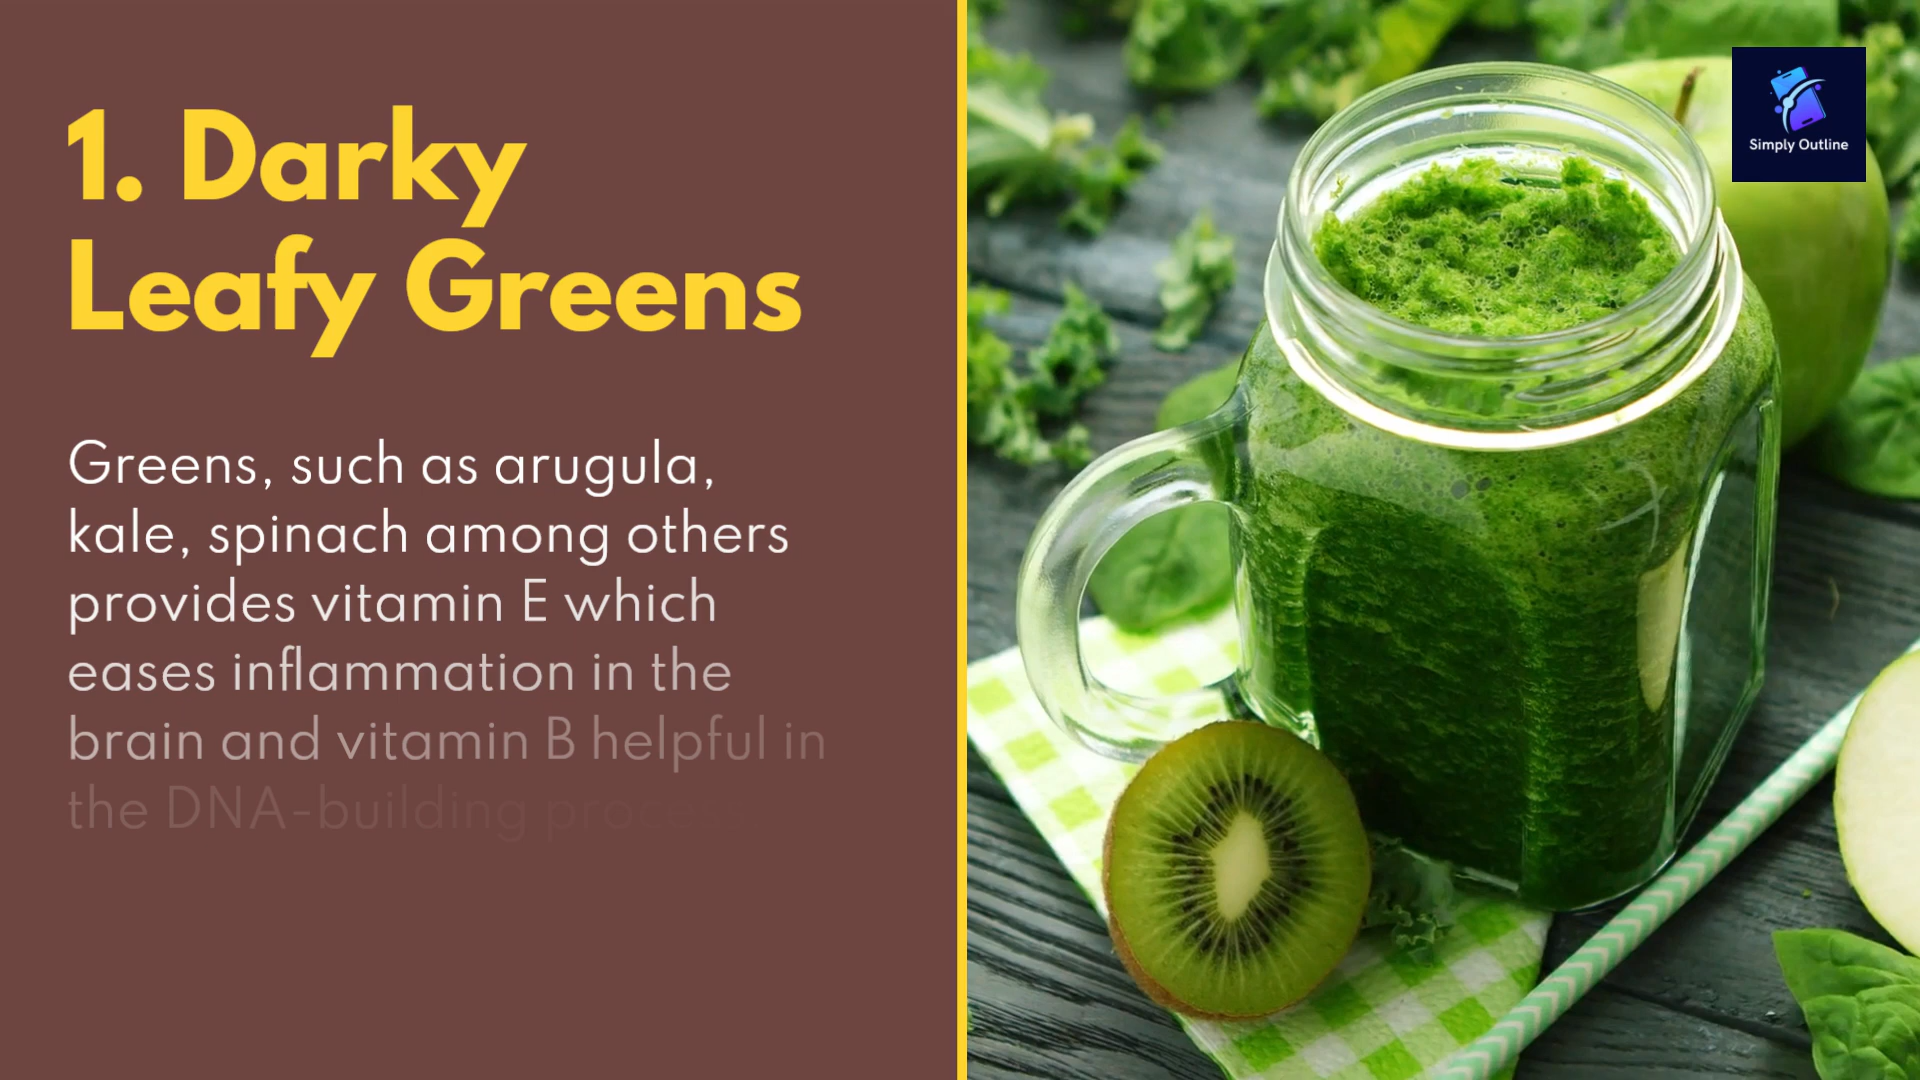 1. Darky
Leafy Greens
Greens, such as arugula,
kale, spinach among others
provides vitamin E which
eases inflammation in the
brain and vitamin B helpful in
the DNA-building process.
Simply Outline